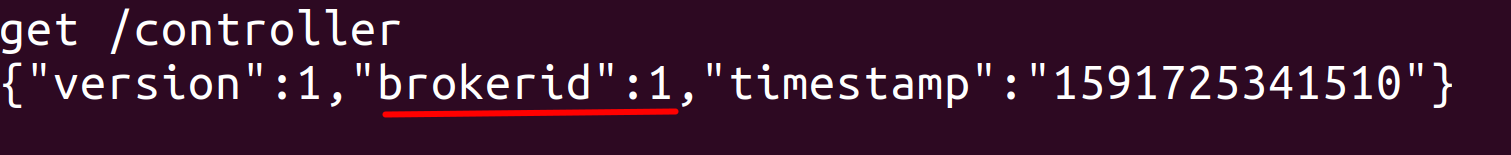 get /controller
{"version":1,"brokerid":1,"timestamp":"1591725341510"}